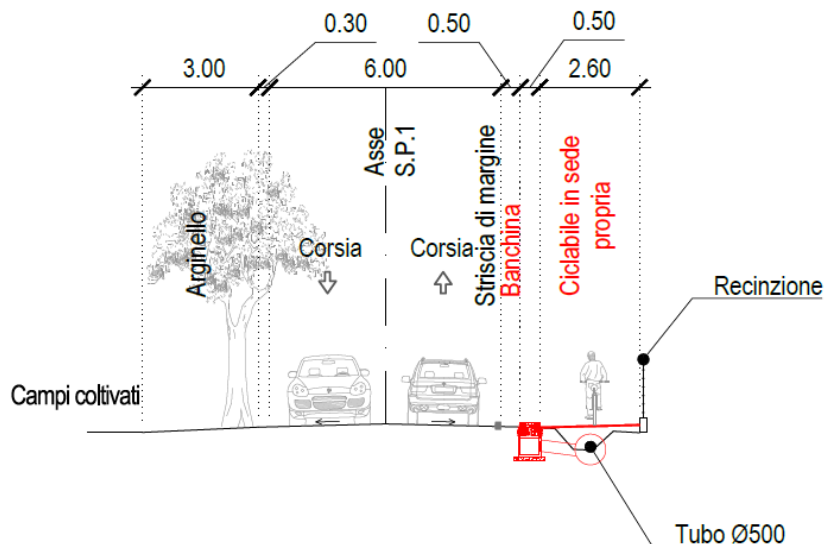 0.30
0.50
0.50
3.00
6.00
2.60
Asse
S.P.1
Arginello
Corsia
Corsia
Striscia di margine
Banchina
Ciclabile in sede
propria
Recinzione
Campi coltivati
Tubo Ø500